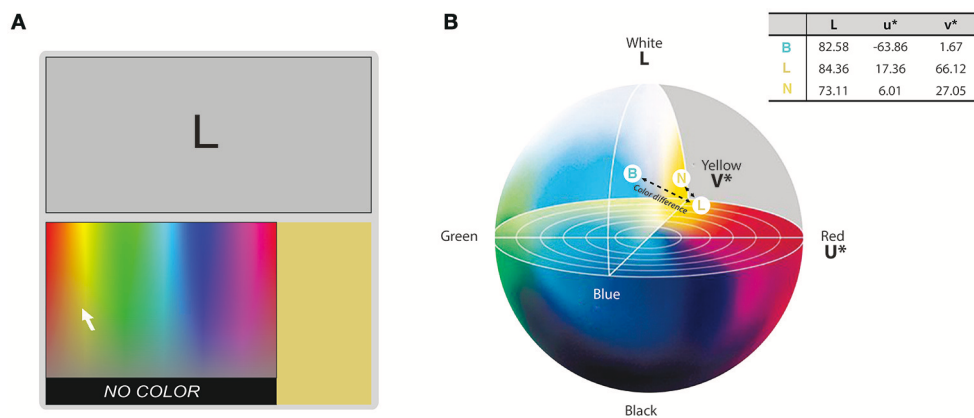 A
L
NO COLOR
B
L u* v*
B 82.58 -63.86 1.67
L 84.36 17.36 66.12
N 73.11 6.01 27.05
White
L
Yellow
V*
B
N
L
Color difference
Green
Red
U*
Blue
Black